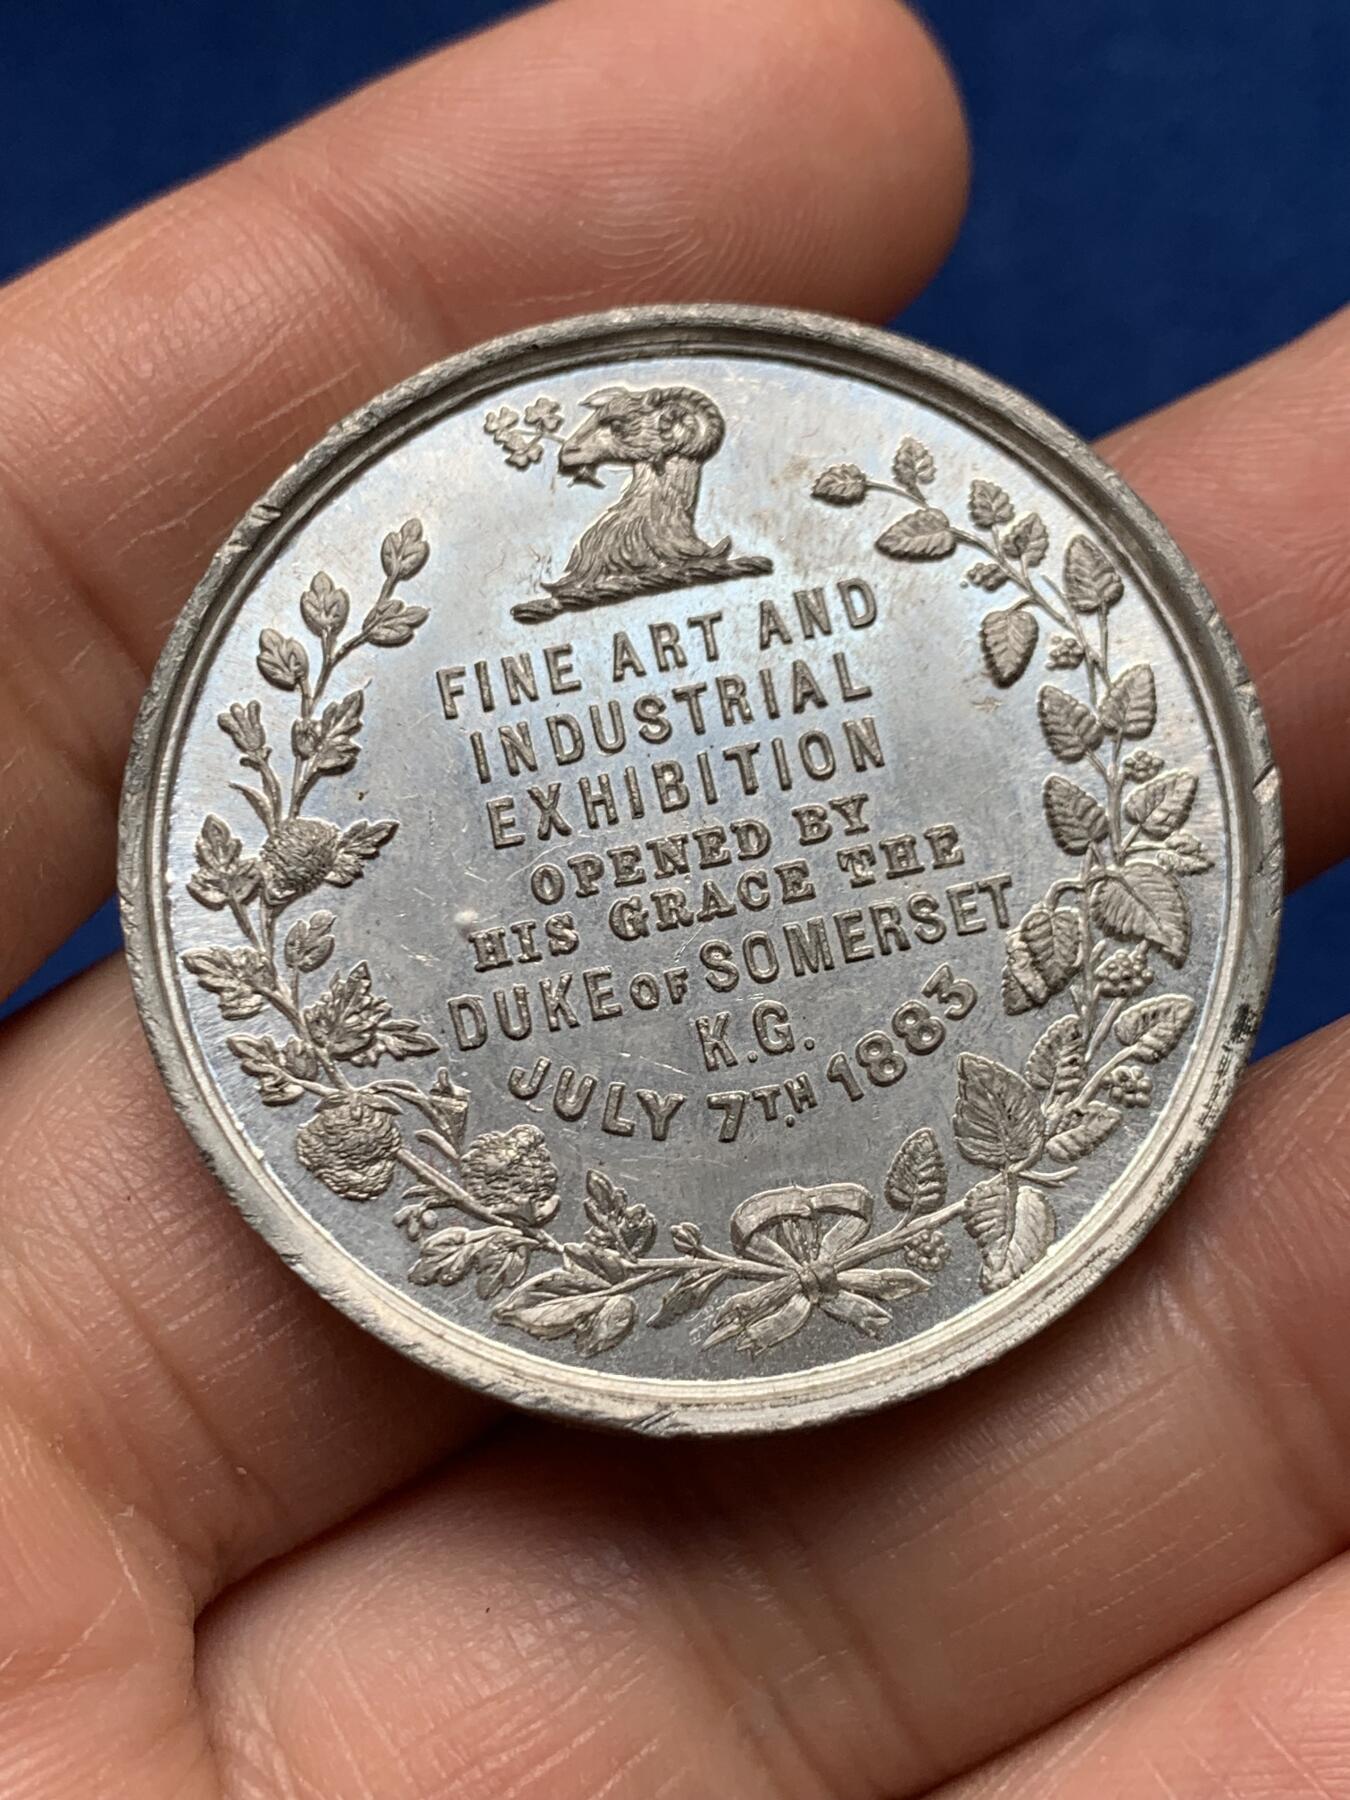 FINE ART AND
INDUSTRIAL
EXHIBITION
OPENED BY
HIS GRACE THE
DUKE OF SOMERSET
K.G.
JULY 7TH. 1883